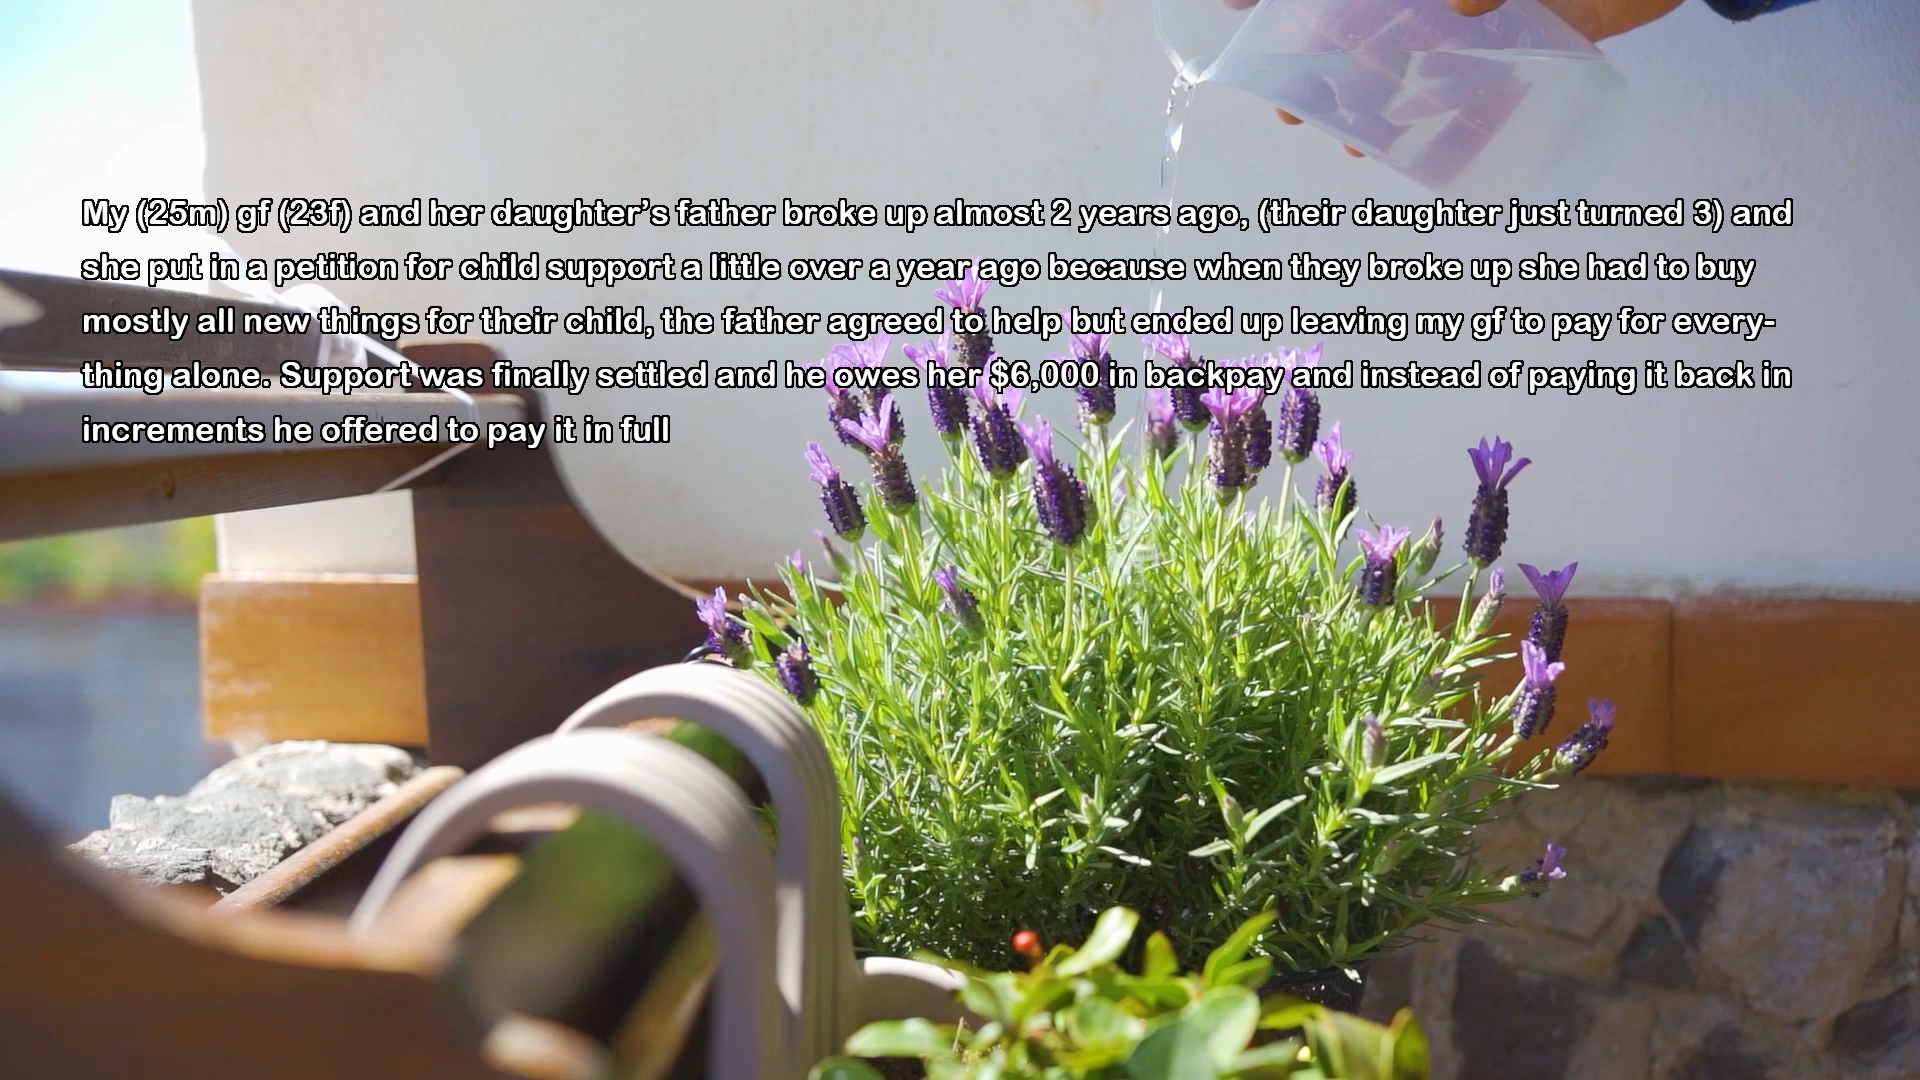 My (25m) gf (23f) and her daughter’s father broke up almost 2 years ago, (their daughter just turned 3) and
she put in a petition for child support a little over a year ago because when they broke up she had to buy
mostly all new things for their child, the father agreed to help but ended up leaving my gf to pay for every-
thing alone. Support was finally settled and he owes her $6,000 in backpay and instead of paying it back in
increments he offered to pay it in full